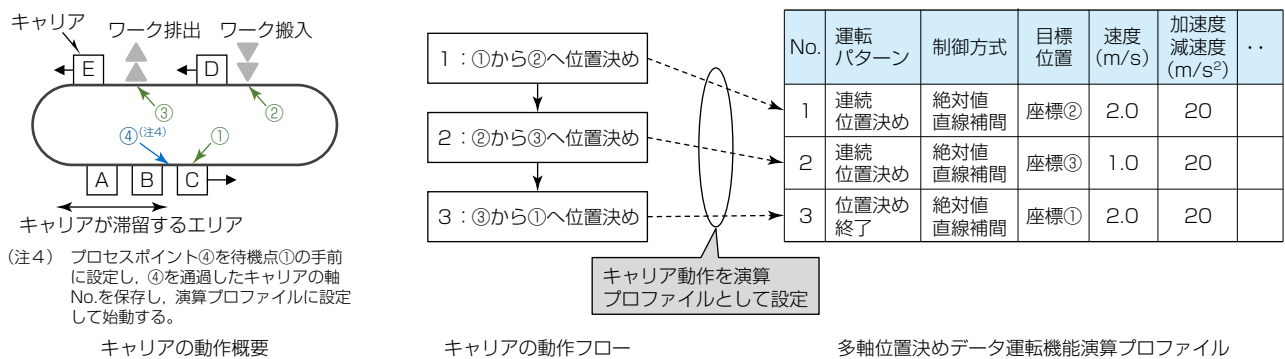 キャリア
ワーク排出
ワーク搬入
E
D
③
②
④(注4)
①
A
B
C
キャリアが滞留するエリア
(注4) プロセスポイント④を待機点①の手前
に設定し，④を通過したキャリアの軸
No.を保存し，演算プロファイルに設定
して始動する。
キャリアの動作概要
1：①から②へ位置決め
2：②から③へ位置決め
3：③から①へ位置決め
キャリア動作を演算
プロファイルとして設定
キャリアの動作フロー
No. 運転パターン 制御方式 目標位置 速度(m/s) 加速度減速度(m/s²) ‥
1 連続位置決め 絶対値直線補間 座標② 2.0 20
2 連続位置決め 絶対値直線補間 座標③ 1.0 20
3 位置決め終了 絶対値直線補間 座標① 2.0 20
多軸位置決めデータ運転機能演算プロファイル